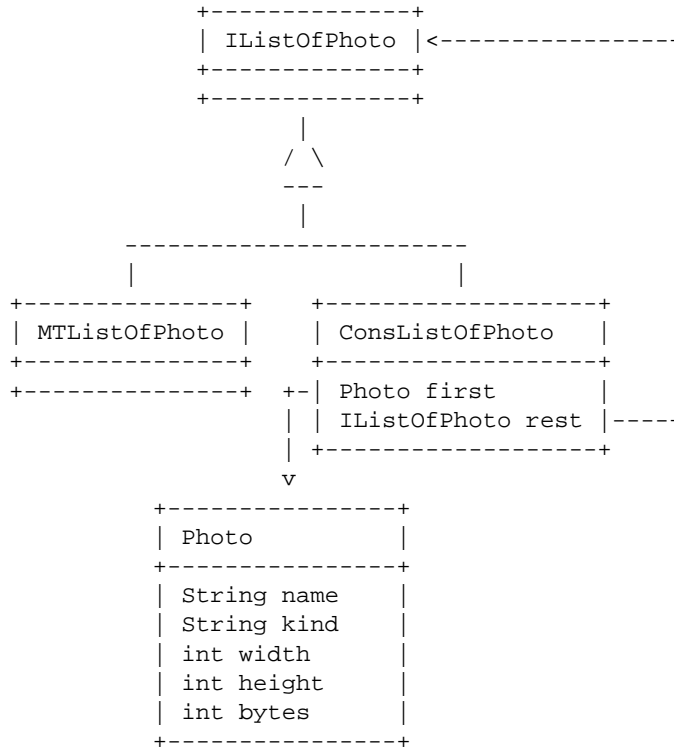 IListOfPhoto
MTListOfPhoto
ConsListOfPhoto
Photo first
IListOfPhoto rest
Photo
String name
String kind
int width
int height
int bytes